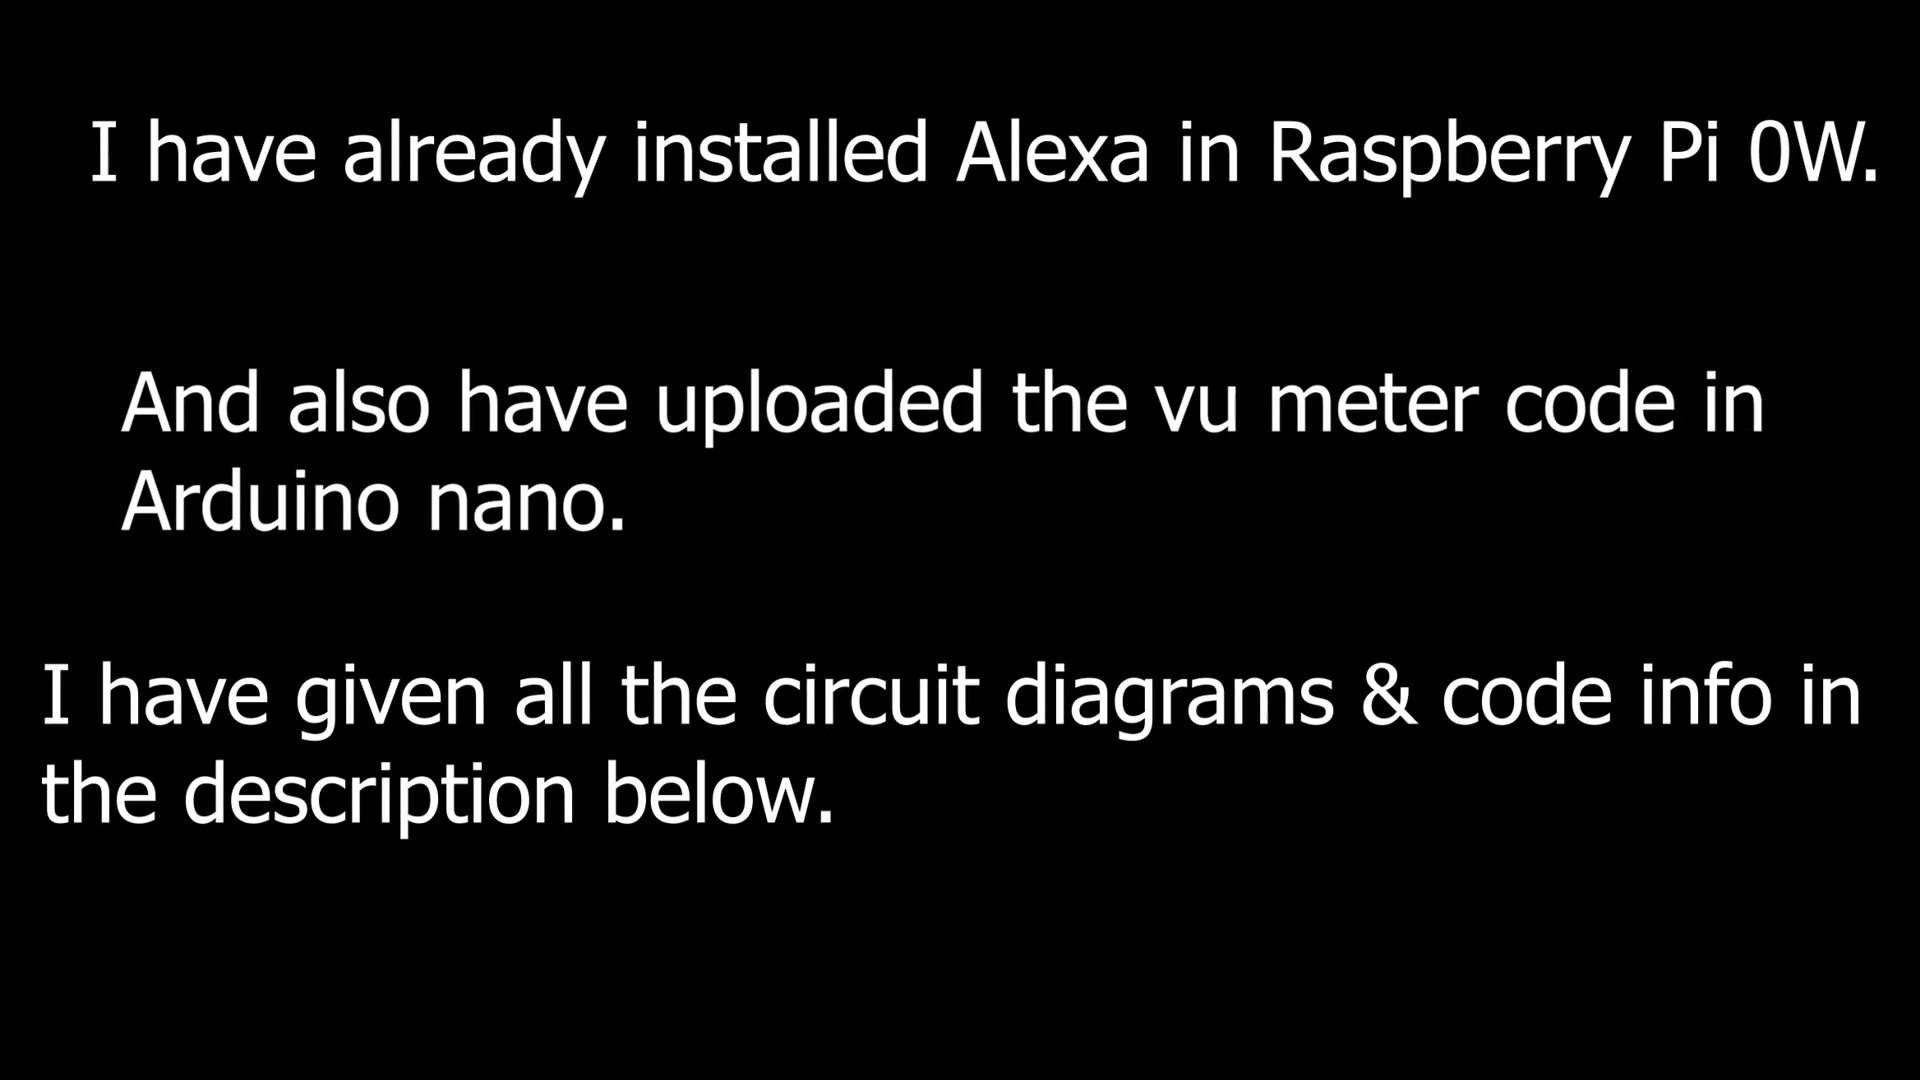 I have already installed Alexa in Raspberry Pi 0W.
And also have uploaded the vu meter code in
Arduino nano.
I have given all the circuit diagrams & code info in
the description below.